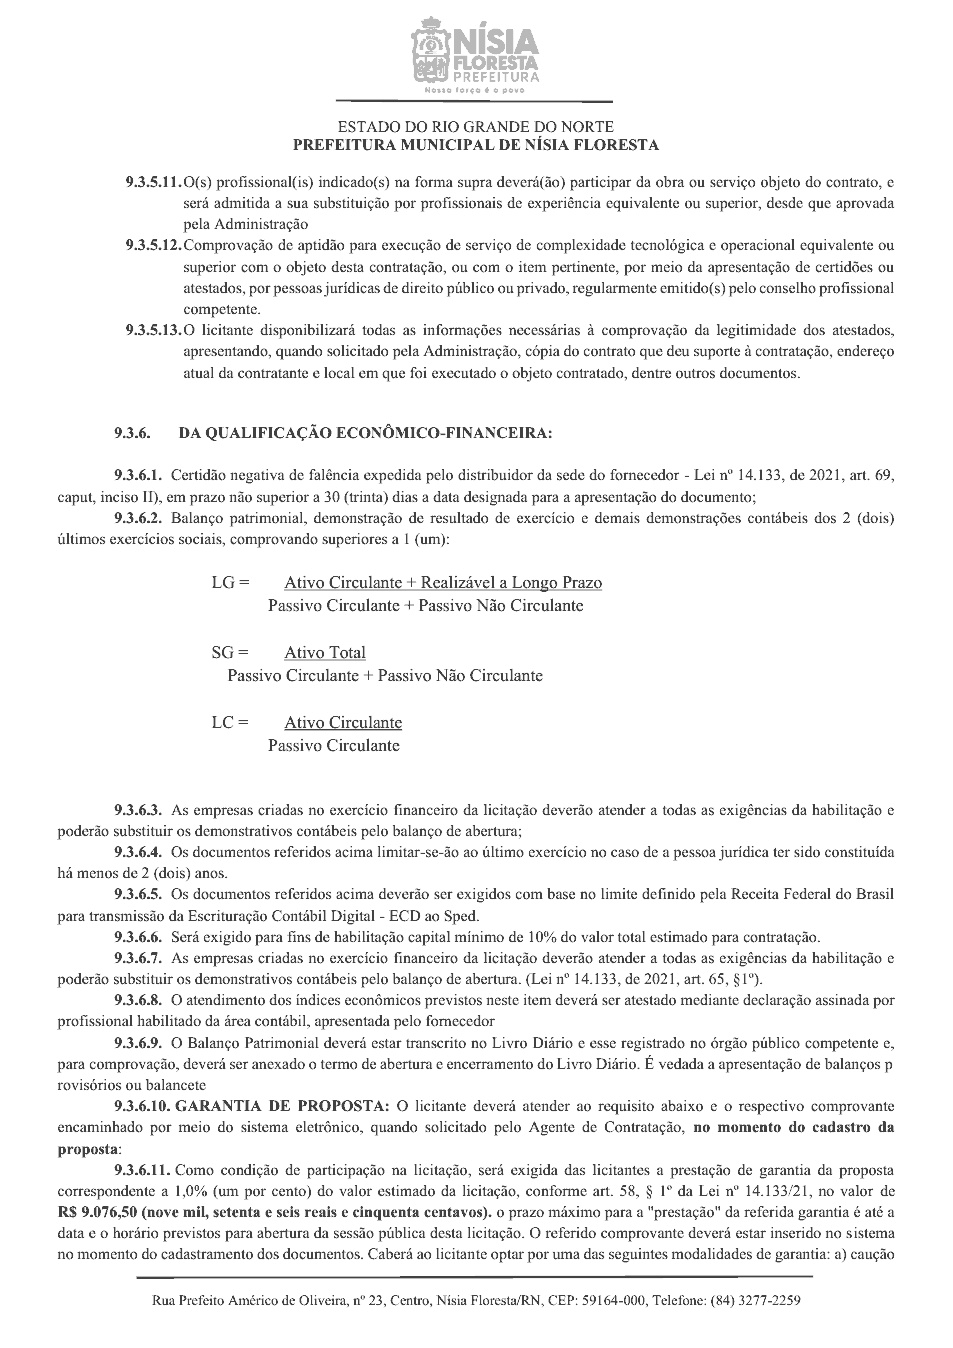 NÍSIA
FLORESTA
PREFEITURA
Nossa força é o povo
ESTADO DO RIO GRANDE DO NORTE
PREFEITURA MUNICIPAL DE NÍSIA FLORESTA
9.3.5.11.O(s) profissional(is) indicado(s) na forma supra deverá(ão) participar da obra ou serviço objeto do contrato, e
será admitida a sua substituição por profissionais de experiência equivalente ou superior, desde que aprovada
pela Administração
9.3.5.12.Comprovação de aptidão para execução de serviço de complexidade tecnológica e operacional equivalente ou
superior com o objeto desta contratação, ou com o item pertinente, por meio da apresentação de certidões ou
atestados, por pessoas jurídicas de direito público ou privado, regularmente emitido(s) pelo conselho profissional
competente.
9.3.5.13.O licitante disponibilizará todas as informações necessárias à comprovação da legitimidade dos atestados,
apresentando, quando solicitado pela Administração, cópia do contrato que deu suporte à contratação, endereço
atual da contratante e local em que foi executado o objeto contratado, dentre outros documentos.
9.3.6. DA QUALIFICAÇÃO ECONÔMICO-FINANCEIRA:
9.3.6.1. Certidão negativa de falência expedida pelo distribuidor da sede do fornecedor - Lei nº 14.133, de 2021, art. 69,
caput, inciso II), em prazo não superior a 30 (trinta) dias a data designada para a apresentação do documento;
9.3.6.2. Balanço patrimonial, demonstração de resultado de exercício e demais demonstrações contábeis dos 2 (dois)
últimos exercícios sociais, comprovando superiores a 1 (um):
LG = Ativo Circulante + Realizável a Longo Prazo
Passivo Circulante + Passivo Não Circulante
SG = Ativo Total
Passivo Circulante + Passivo Não Circulante
LC = Ativo Circulante
Passivo Circulante
9.3.6.3. As empresas criadas no exercício financeiro da licitação deverão atender a todas as exigências da habilitação e
poderão substituir os demonstrativos contábeis pelo balanço de abertura;
9.3.6.4. Os documentos referidos acima limitar-se-ão ao último exercício no caso de a pessoa jurídica ter sido constituída
há menos de 2 (dois) anos.
9.3.6.5. Os documentos referidos acima deverão ser exigidos com base no limite definido pela Receita Federal do Brasil
para transmissão da Escrituração Contábil Digital - ECD ao Sped.
9.3.6.6. Será exigido para fins de habilitação capital mínimo de 10% do valor total estimado para contratação.
9.3.6.7. As empresas criadas no exercício financeiro da licitação deverão atender a todas as exigências da habilitação e
poderão substituir os demonstrativos contábeis pelo balanço de abertura. (Lei nº 14.133, de 2021, art. 65, §1º).
9.3.6.8. O atendimento dos índices econômicos previstos neste item deverá ser atestado mediante declaração assinada por
profissional habilitado da área contábil, apresentada pelo fornecedor
9.3.6.9. O Balanço Patrimonial deverá estar transcrito no Livro Diário e esse registrado no órgão público competente e,
para comprovação, deverá ser anexado o termo de abertura e encerramento do Livro Diário. É vedada a apresentação de balanços p
rovisórios ou balancete
9.3.6.10. GARANTIA DE PROPOSTA: O licitante deverá atender ao requisito abaixo e o respectivo comprovante
encaminhado por meio do sistema eletrônico, quando solicitado pelo Agente de Contratação, no momento do cadastro da
proposta:
9.3.6.11. Como condição de participação na licitação, será exigida das licitantes a prestação de garantia da proposta
correspondente a 1,0% (um por cento) do valor estimado da licitação, conforme art. 58, § 1º da Lei nº 14.133/21, no valor de
R$ 9.076,50 (nove mil, setenta e seis reais e cinquenta centavos). o prazo máximo para a "prestação" da referida garantia é até a
data e o horário previstos para abertura da sessão pública desta licitação. O referido comprovante deverá estar inserido no sistema
no momento do cadastramento dos documentos. Caberá ao licitante optar por uma das seguintes modalidades de garantia: a) caução
Rua Prefeito Américo de Oliveira, nº 23, Centro, Nísia Floresta/RN, CEP: 59164-000, Telefone: (84) 3277-2259